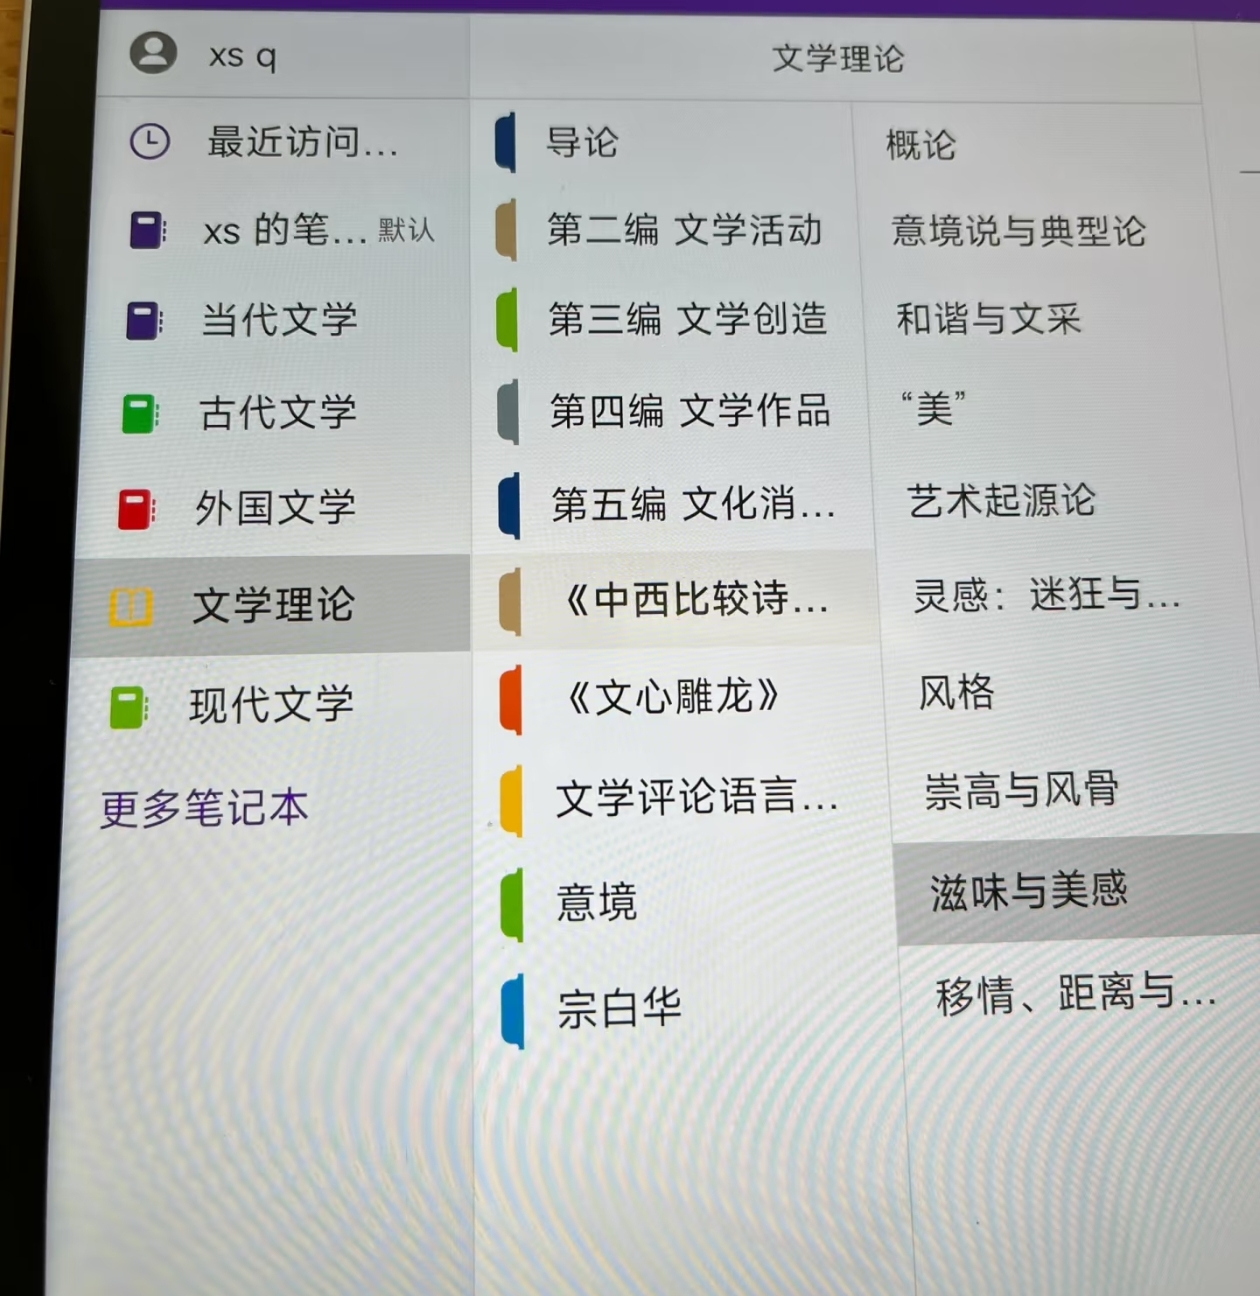 xs q
最近访问...
xs 的笔... 默认
当代文学
古代文学
外国文学
文学理论
现代文学
更多笔记本
文学理论
导论
第二编 文学活动
第三编 文学创造
第四编 文学作品
第五编 文化消...
《中西比较诗...
《文心雕龙》
文学评论语言...
意境
宗白华
概论
意境说与典型论
和谐与文采
“美”
艺术起源论
灵感：迷狂与...
风格
崇高与风骨
滋味与美感
移情、距离与...